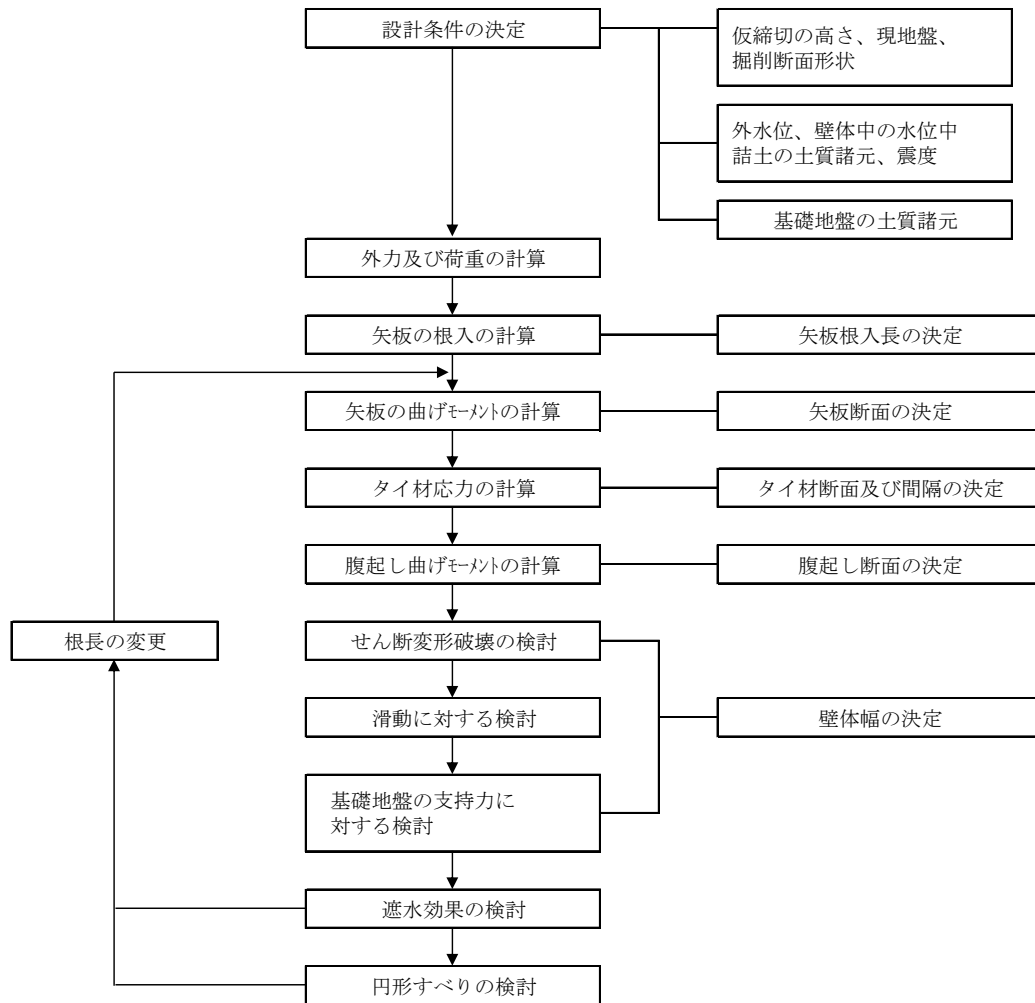 設計条件の決定
仮締切の高さ、現地盤、
掘削断面形状
外水位、壁体中の水位中
詰土の土質諸元、震度
基礎地盤の土質諸元
外力及び荷重の計算
矢板の根入の計算
矢板根入長の決定
矢板の曲げﾓｰﾒﾝﾄの計算
矢板断面の決定
タイ材応力の計算
タイ材断面及び間隔の決定
腹起し曲げﾓｰﾒﾝﾄの計算
腹起し断面の決定
根長の変更
せん断変形破壊の検討
滑動に対する検討
壁体幅の決定
基礎地盤の支持力に
対する検討
遮水効果の検討
円形すべりの検討